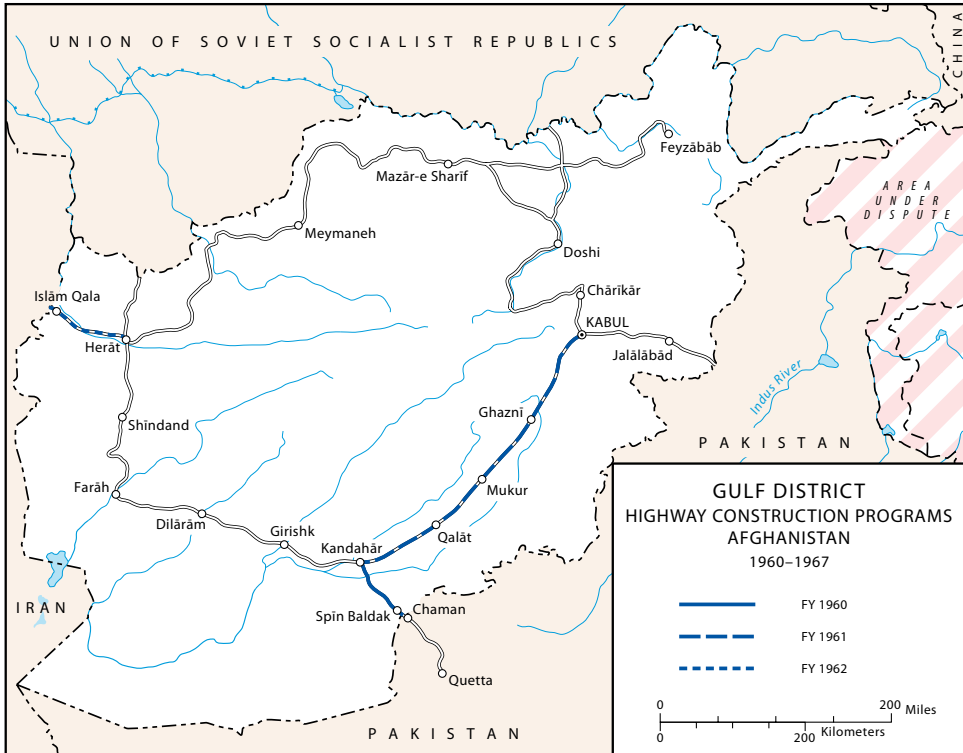 UNION OF SOVIET SOCIALIST REPUBLICS
CHINA
Feyzābāb
Mazār-e Sharīf
AREA
UNDER
DISPUTE
Meymaneh
Doshi
Islām Qala
Chārīkār
KABUL
Herāt
Jalālābād
Indus River
Ghaznī
Shīndand
PAKISTAN
Farāh
Mukur
Dilārām
Qalāt
Girishk
Kandahār
IRAN
Spīn Baldak
Chaman
Quetta
PAKISTAN
GULF DISTRICT
HIGHWAY CONSTRUCTION PROGRAMS
AFGHANISTAN
1960–1967
FY 1960
FY 1961
FY 1962
0 200 Miles
0 200 Kilometers